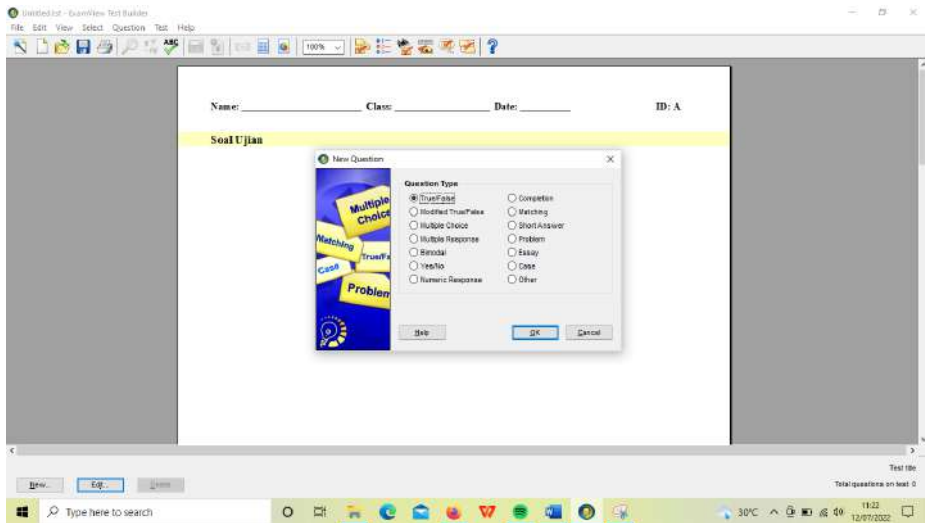 Untitled.tst - ExamView Test Builder
File Edit View Select Question Test Help
ABC
100%
?
Name: Class: Date: ID: A
Soal Ujian
New Question
Question Type
True/False
Modified True/False
Multiple Choice
Multiple Response
Bimodal
Yes/No
Numeric Response
Completion
Matching
Short Answer
Problem
Essay
Case
Other
Multiple Choice
Matching
True/Fa
Case
Problem
Help OK Cancel
Test title
New... Edit... Delete
Total questions on test: 0
Type here to search
30°C
11:22
12/07/2022